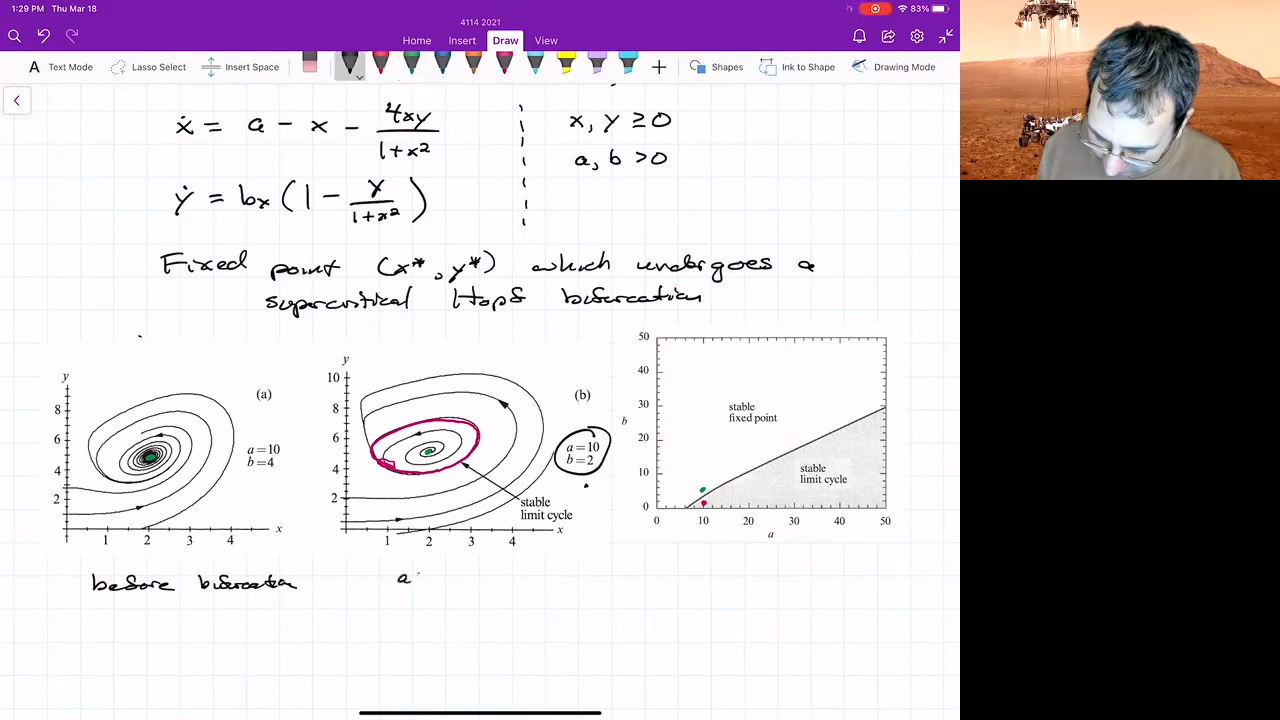 1:29 PM Thu Mar 18
83%
4114 2021
Home Insert Draw View
A Text Mode Lasso Select Insert Space + Shapes Ink to Shape Drawing Mode
ẋ = a - x - 4xy / 1+x²
x, y ≥ 0
a, b > 0
ẏ = bx (1 - y / 1+x²)
Fixed point (x*, y*) which undergoes a
supercritical Hopf bifurcation
y
8
6
4
2
1 2 3 4
x
(a)
a = 10
b = 4
y
10
8
6
4
2
1 2 3 4
x
(b)
a = 10
b = 2
stable
limit cycle
50
40
30
20
10
0
b
0 10 20 30 40 50
a
stable
fixed point
stable
limit cycle
before bifurcation
a